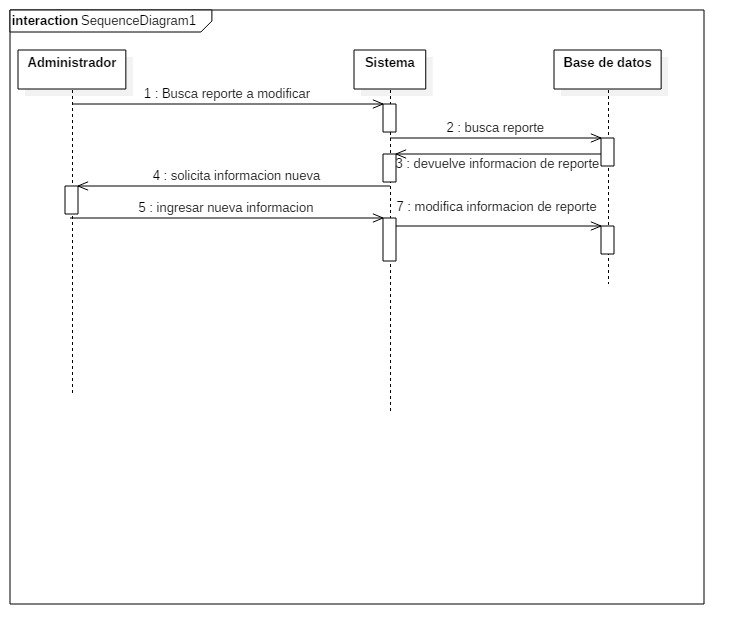 interaction SequenceDiagram1
Administrador
Sistema
Base de datos
1 : Busca reporte a modificar
2 : busca reporte
3 : devuelve informacion de reporte
4 : solicita informacion nueva
5 : ingresar nueva informacion
7 : modifica informacion de reporte